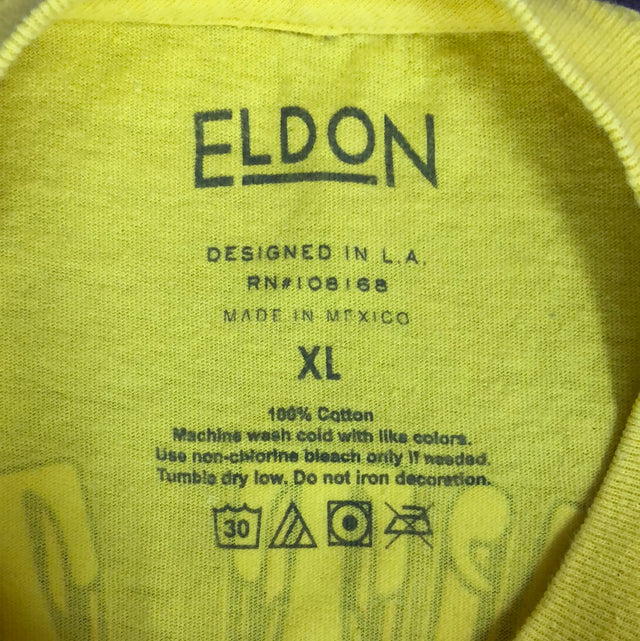 ELDON
DESIGNED IN L.A.
RN#108168
MADE IN MEXICO
XL
100% Cotton
Machine wash cold with like colors.
Use non-chlorine bleach only if needed.
Tumble dry low. Do not iron decoration.
30